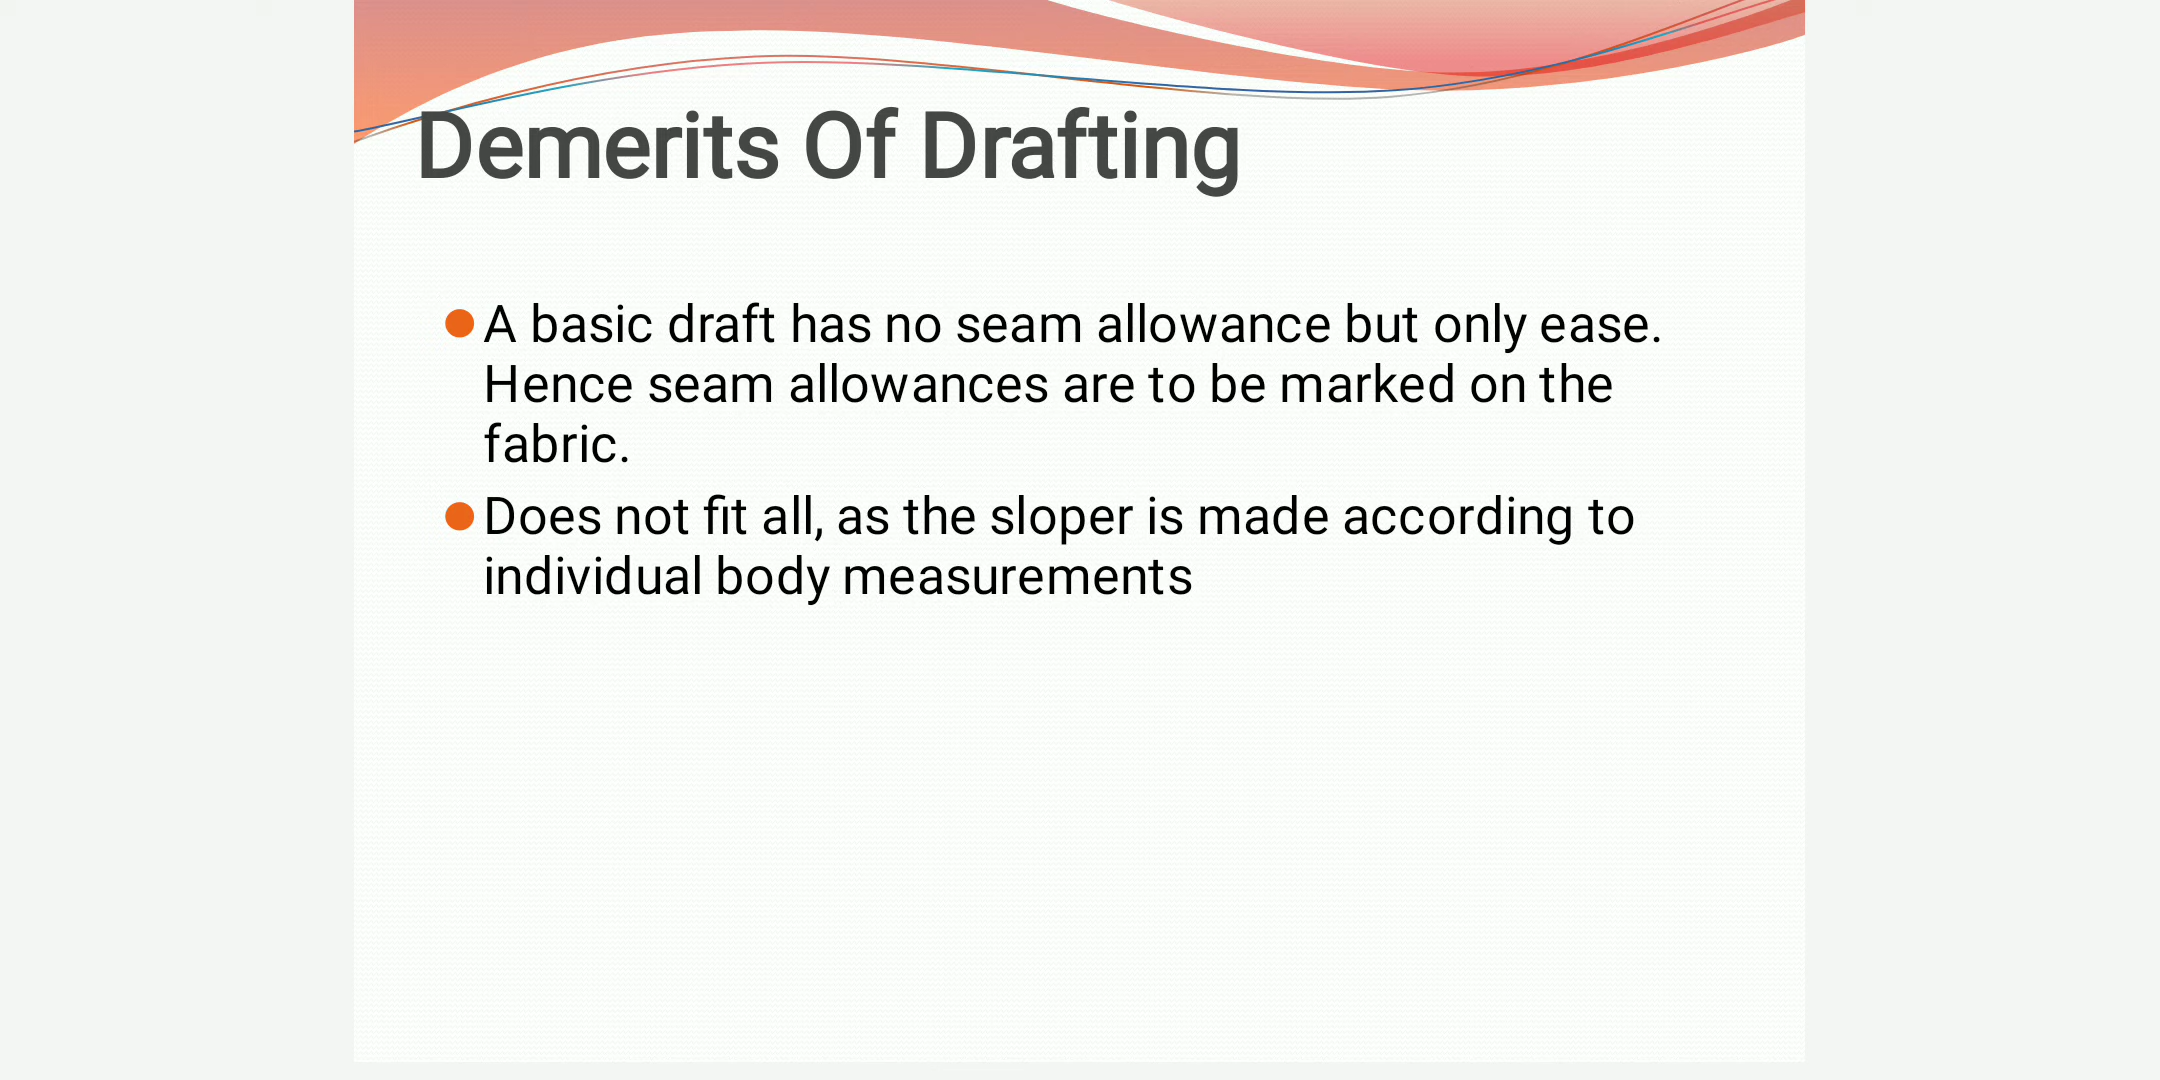 Demerits Of Drafting
A basic draft has no seam allowance but only ease.
Hence seam allowances are to be marked on the
fabric.
Does not fit all, as the sloper is made according to
individual body measurements